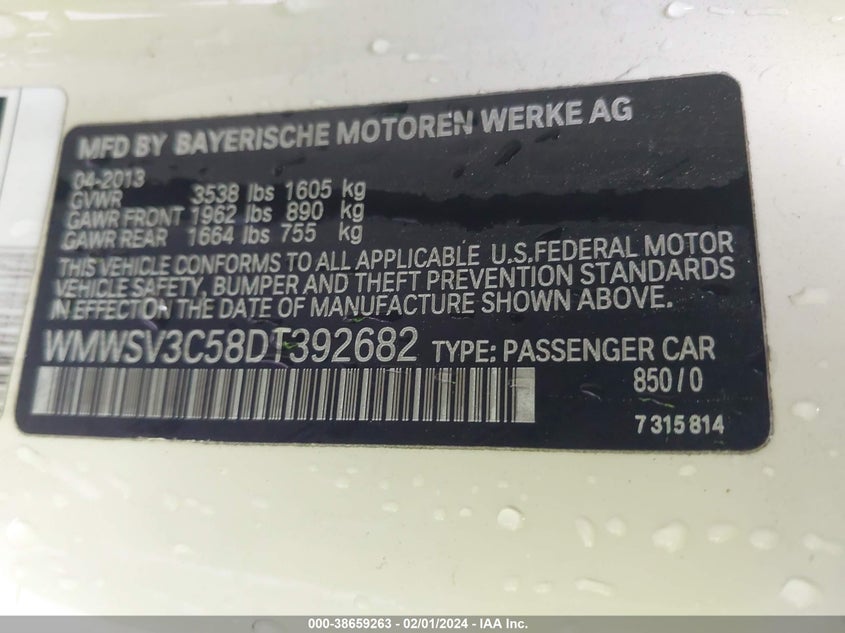 MFD BY BAYERISCHE MOTOREN WERKE AG
04-2013
GVWR 3538 lbs 1605 kg
GAWR FRONT 1962 lbs 890 kg
GAWR REAR 1664 lbs 755 kg
THIS VEHICLE CONFORMS TO ALL APPLICABLE U.S.FEDERAL MOTOR
VEHICLE SAFETY, BUMPER AND THEFT PREVENTION STANDARDS
IN EFFECT ON THE DATE OF MANUFACTURE SHOWN ABOVE.
WMWSV3C58DT392682 TYPE: PASSENGER CAR
850/0
7 315 814
000-38659263 - 02/01/2024 - IAAI.COM